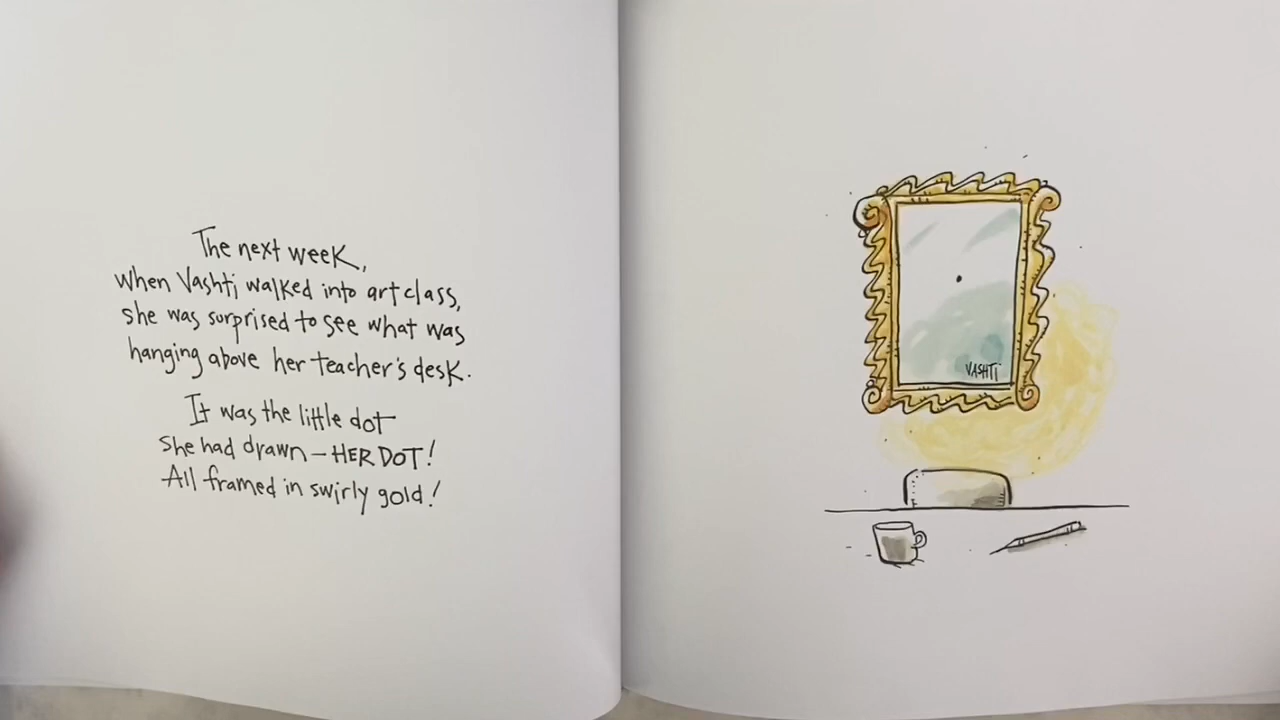 The next week,
when Vashti walked into art class,
she was surprised to see what was
hanging above her teacher's desk.
It was the little dot
she had drawn — HER DOT!
All framed in swirly gold!
VASHTI